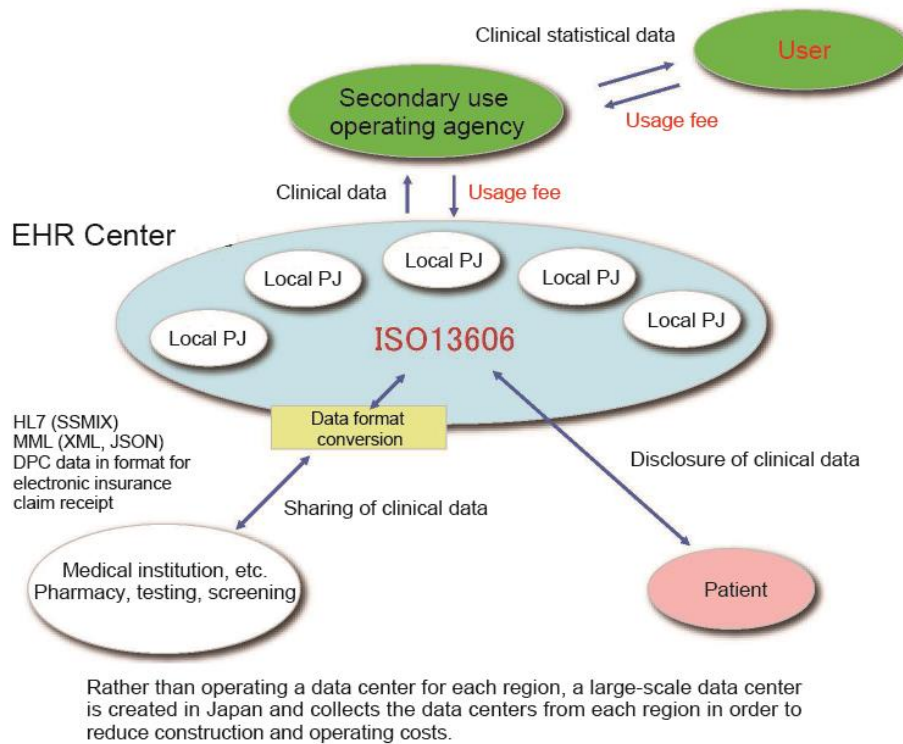 Clinical statistical data
User
Secondary use
operating agency
Usage fee
Clinical data
Usage fee
EHR Center
Local PJ
Local PJ
Local PJ
Local PJ
Local PJ
ISO13606
HL7 (SSMIX)
MML (XML, JSON)
DPC data in format for
electronic insurance
claim receipt
Data format
conversion
Disclosure of clinical data
Sharing of clinical data
Medical institution, etc.
Pharmacy, testing, screening
Patient
Rather than operating a data center for each region, a large-scale data center
is created in Japan and collects the data centers from each region in order to
reduce construction and operating costs.